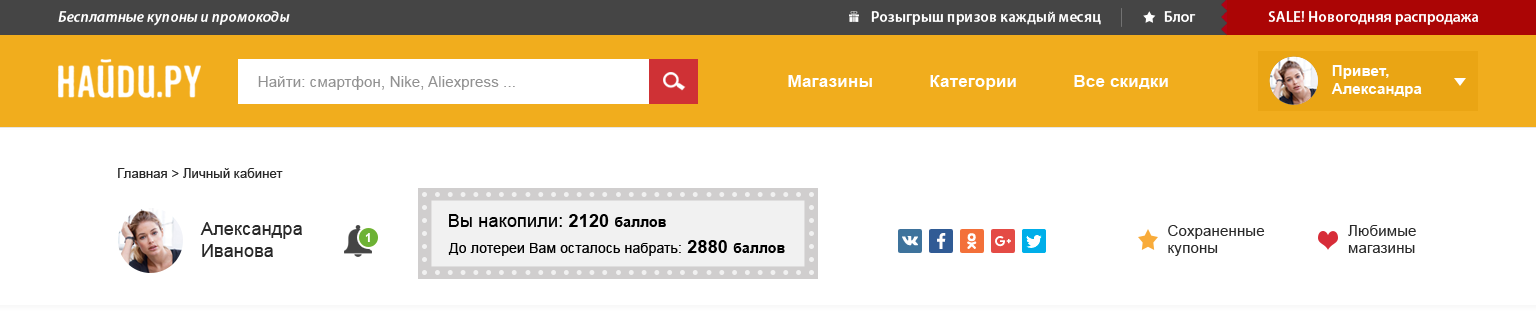 Бесплатные купоны и промокоды
Розыгрыш призов каждый месяц
Блог
SALE! Новогодняя распродажа
НАЙДИ.РУ
Найти: смартфон, Nike, Aliexpress ...
Магазины
Категории
Все скидки
Привет,
Александра
Главная > Личный кабинет
Александра
Иванова
1
Вы накопили: 2120 баллов
До лотереи Вам осталось набрать: 2880 баллов
Сохраненные
купоны
Любимые
магазины